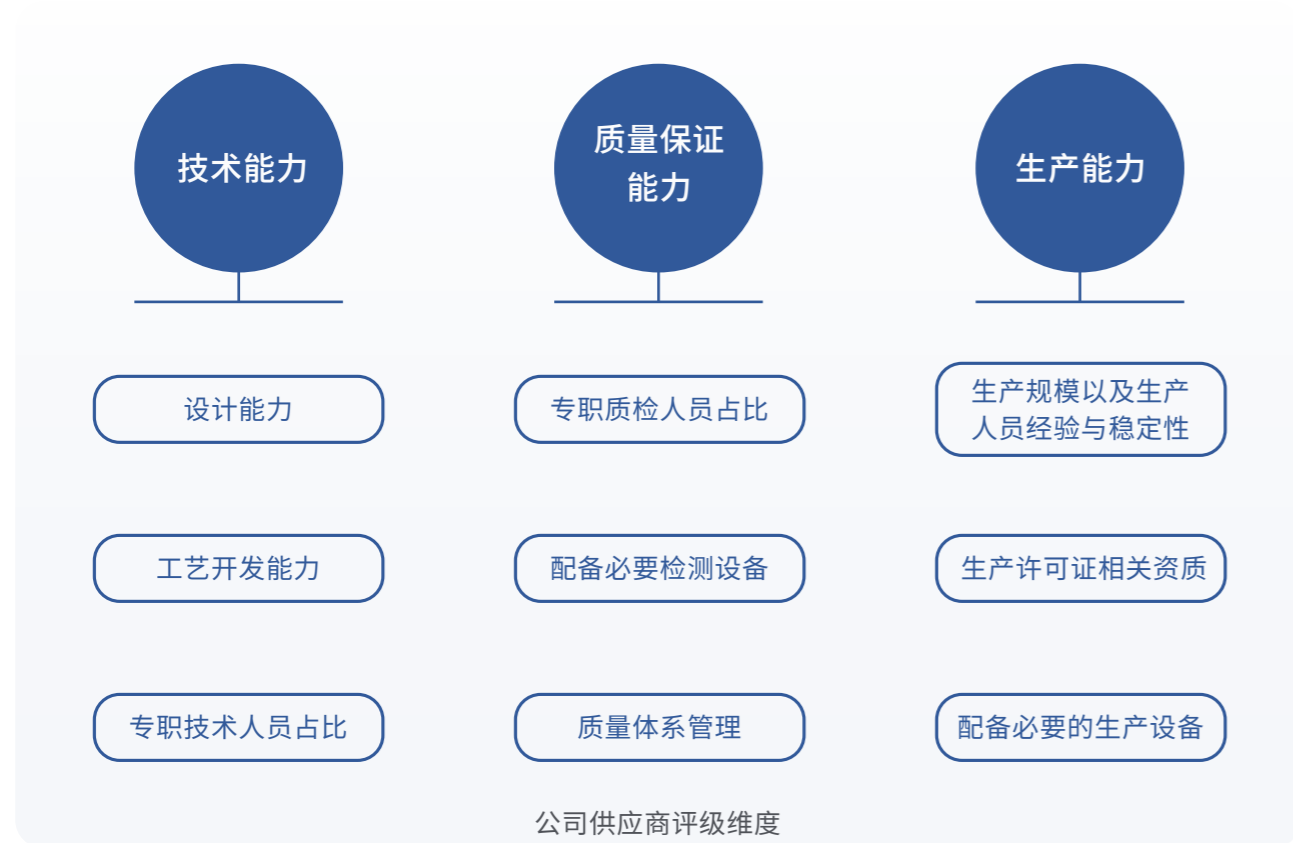 技术能力
质量保证
能力
生产能力
设计能力
专职质检人员占比
生产规模以及生产
人员经验与稳定性
工艺开发能力
配备必要检测设备
生产许可证相关资质
专职技术人员占比
质量体系管理
配备必要的生产设备
公司供应商评级维度